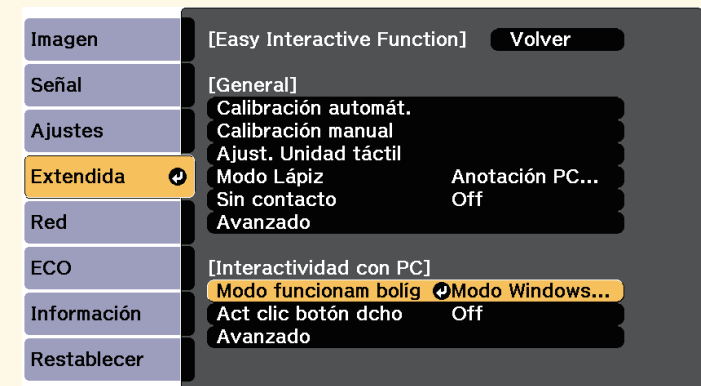 Imagen
Señal
Ajustes
Extendida
Red
ECO
Información
Restablecer
[Easy Interactive Function] Volver
[General]
Calibración automát.
Calibración manual
Ajust. Unidad táctil
Modo Lápiz Anotación PC...
Sin contacto Off
Avanzado
[Interactividad con PC]
Modo funcionam bolíg Modo Windows...
Act clic botón dcho Off
Avanzado